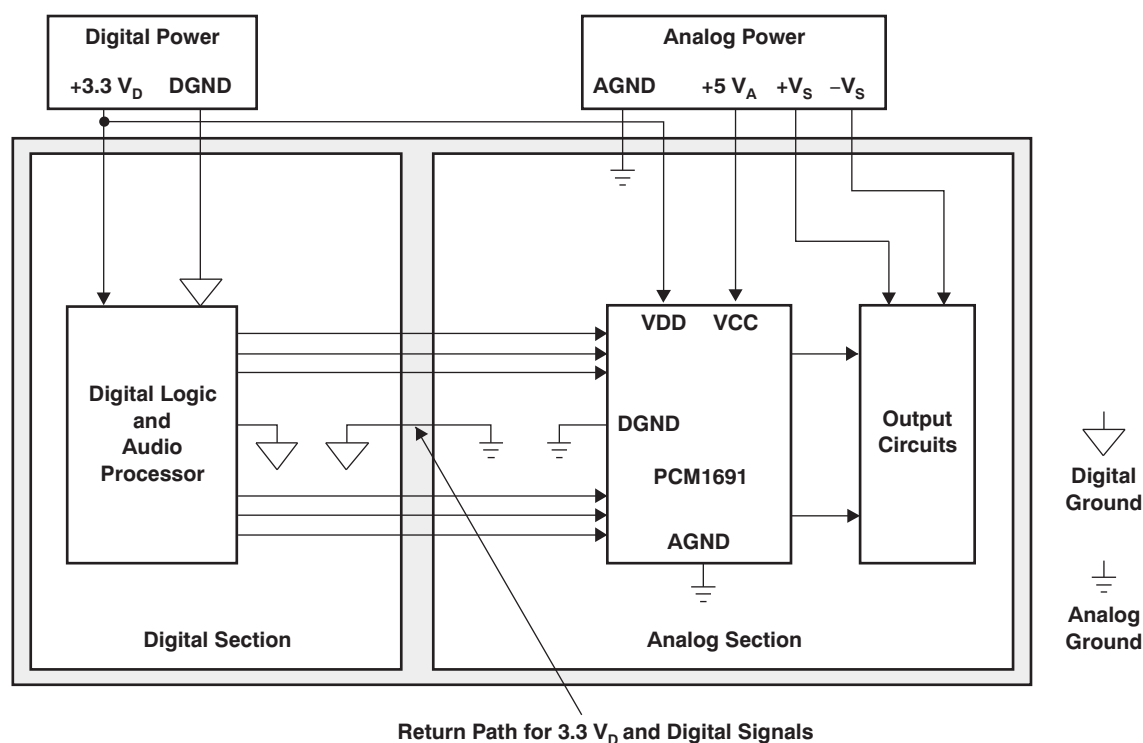 Digital Power
+3.3 V_D DGND
Analog Power
AGND +5 V_A +V_S −V_S
VDD VCC
Digital Logic
and
Audio
Processor
DGND
PCM1691
AGND
Output
Circuits
Digital
Ground
Analog
Ground
Digital Section
Analog Section
Return Path for 3.3 V_D and Digital Signals